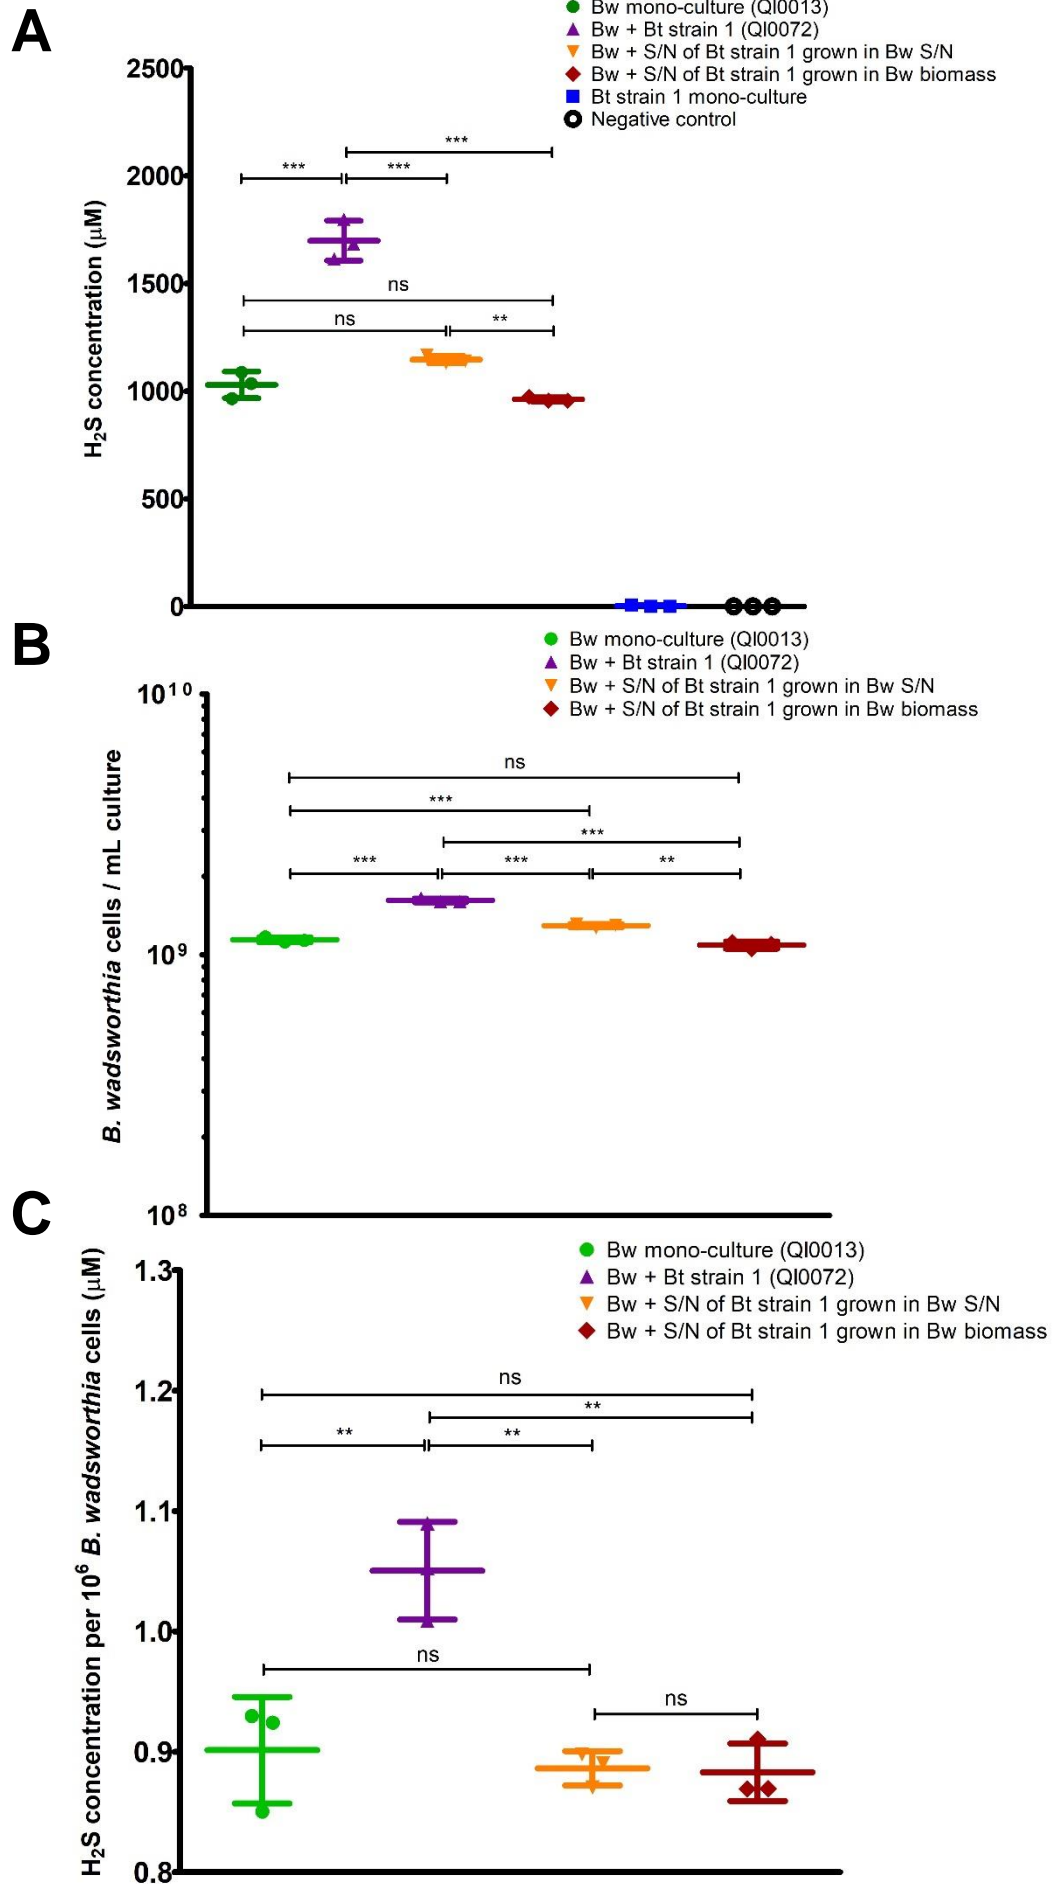 A
Bw mono-culture (QI0013)
Bw + Bt strain 1 (QI0072)
Bw + S/N of Bt strain 1 grown in Bw S/N
Bw + S/N of Bt strain 1 grown in Bw biomass
Bt strain 1 mono-culture
Negative control
H₂S concentration (µM)
2500
2000
1500
1000
500
0
***
*** ***
ns
ns **
B
Bw mono-culture (QI0013)
Bw + Bt strain 1 (QI0072)
Bw + S/N of Bt strain 1 grown in Bw S/N
Bw + S/N of Bt strain 1 grown in Bw biomass
B. wadsworthia cells / mL culture
10¹⁰
10⁹
10⁸
ns
***
***
*** *** **
C
Bw mono-culture (QI0013)
Bw + Bt strain 1 (QI0072)
Bw + S/N of Bt strain 1 grown in Bw S/N
Bw + S/N of Bt strain 1 grown in Bw biomass
H₂S concentration per 10⁶ B. wadsworthia cells (µM)
1.3
1.2
1.1
1.0
0.9
0.8
ns
**
** **
ns
ns